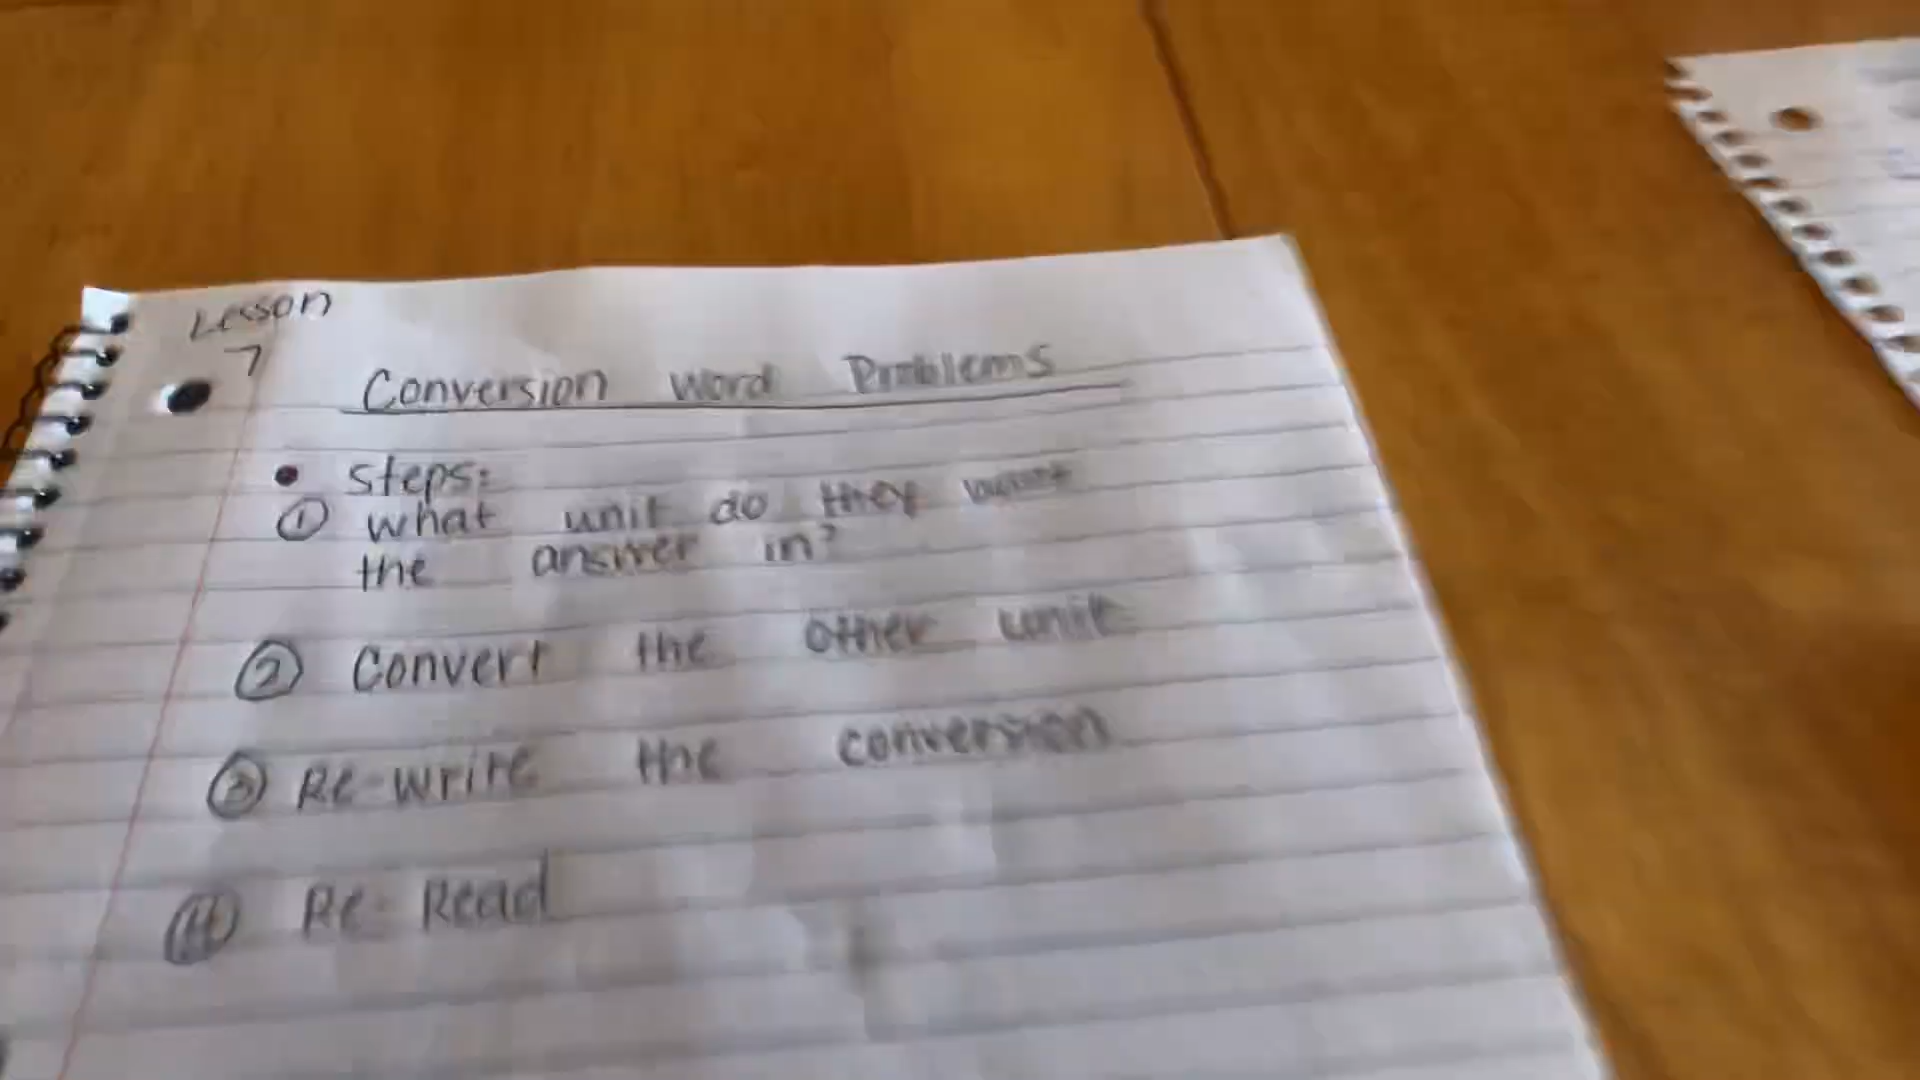 Lesson
7
Conversion Word Problems
• steps:
① what unit do they want
the answer in?
② Convert the other unit
③ Re-write the conversion
④ Re-Read